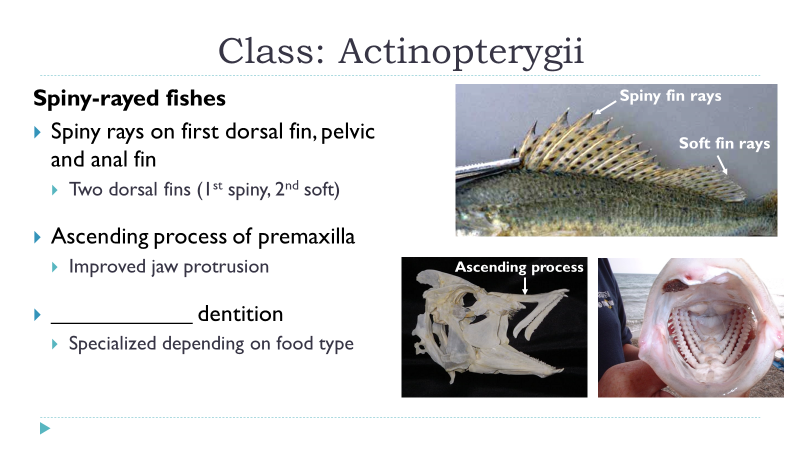 Class: Actinopterygii
Spiny-rayed fishes
Spiny rays on first dorsal fin, pelvic
and anal fin
Two dorsal fins (1st spiny, 2nd soft)
Ascending process of premaxilla
Improved jaw protrusion
____________ dentition
Specialized depending on food type
Spiny fin rays
Soft fin rays
Ascending process